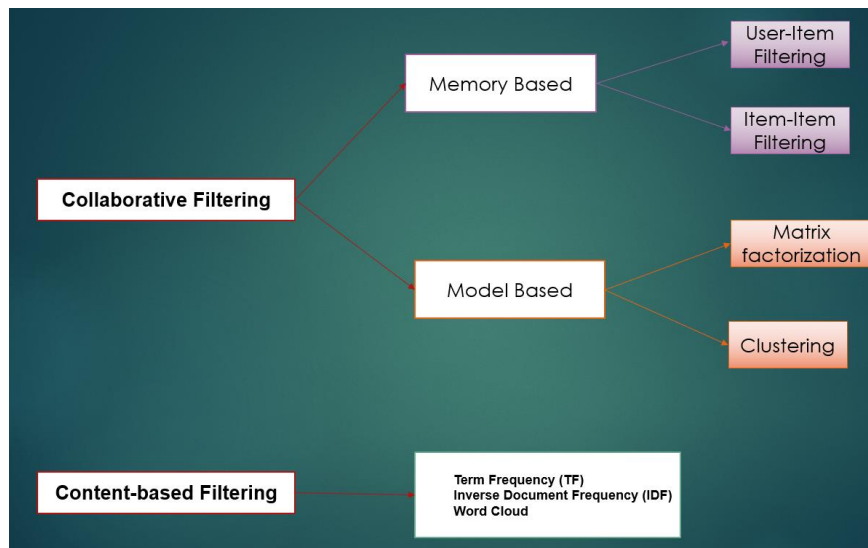 User-Item
Filtering
Memory Based
Item-Item
Filtering
Collaborative Filtering
Matrix
factorization
Model Based
Clustering
Content-based Filtering
Term Frequency (TF)
Inverse Document Frequency (IDF)
Word Cloud